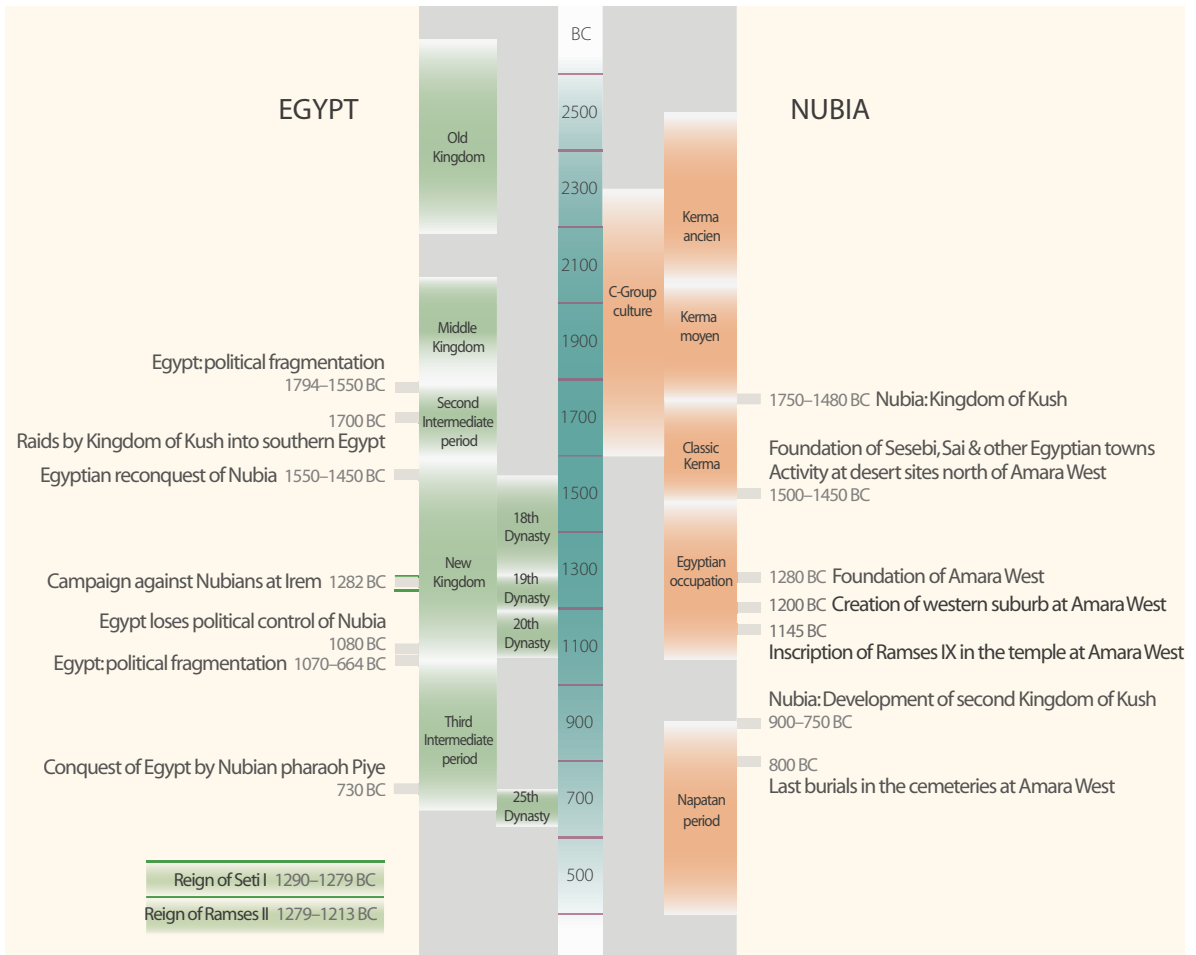 BC
EGYPT
NUBIA
Old
Kingdom
Middle
Kingdom
Second
Intermediate
period
New
Kingdom
Third
Intermediate
period
18th
Dynasty
19th
Dynasty
20th
Dynasty
25th
Dynasty
2500
2300
2100
1900
1700
1500
1300
1100
900
700
500
C-Group
culture
Kerma
ancien
Kerma
moyen
Classic
Kerma
Egyptian
occupation
Napatan
period
Egypt: political fragmentation
1794–1550 BC
1700 BC
Raids by Kingdom of Kush into southern Egypt
Egyptian reconquest of Nubia 1550–1450 BC
Campaign against Nubians at Irem 1282 BC
Egypt loses political control of Nubia
1080 BC
Egypt: political fragmentation 1070–664 BC
Conquest of Egypt by Nubian pharaoh Piye
730 BC
Reign of Seti I 1290–1279 BC
Reign of Ramses II 1279–1213 BC
1750–1480 BC Nubia: Kingdom of Kush
Foundation of Sesebi, Sai & other Egyptian towns
Activity at desert sites north of Amara West
1500–1450 BC
1280 BC Foundation of Amara West
1200 BC Creation of western suburb at Amara West
1145 BC
Inscription of Ramses IX in the temple at Amara West
Nubia: Development of second Kingdom of Kush
900–750 BC
800 BC
Last burials in the cemeteries at Amara West